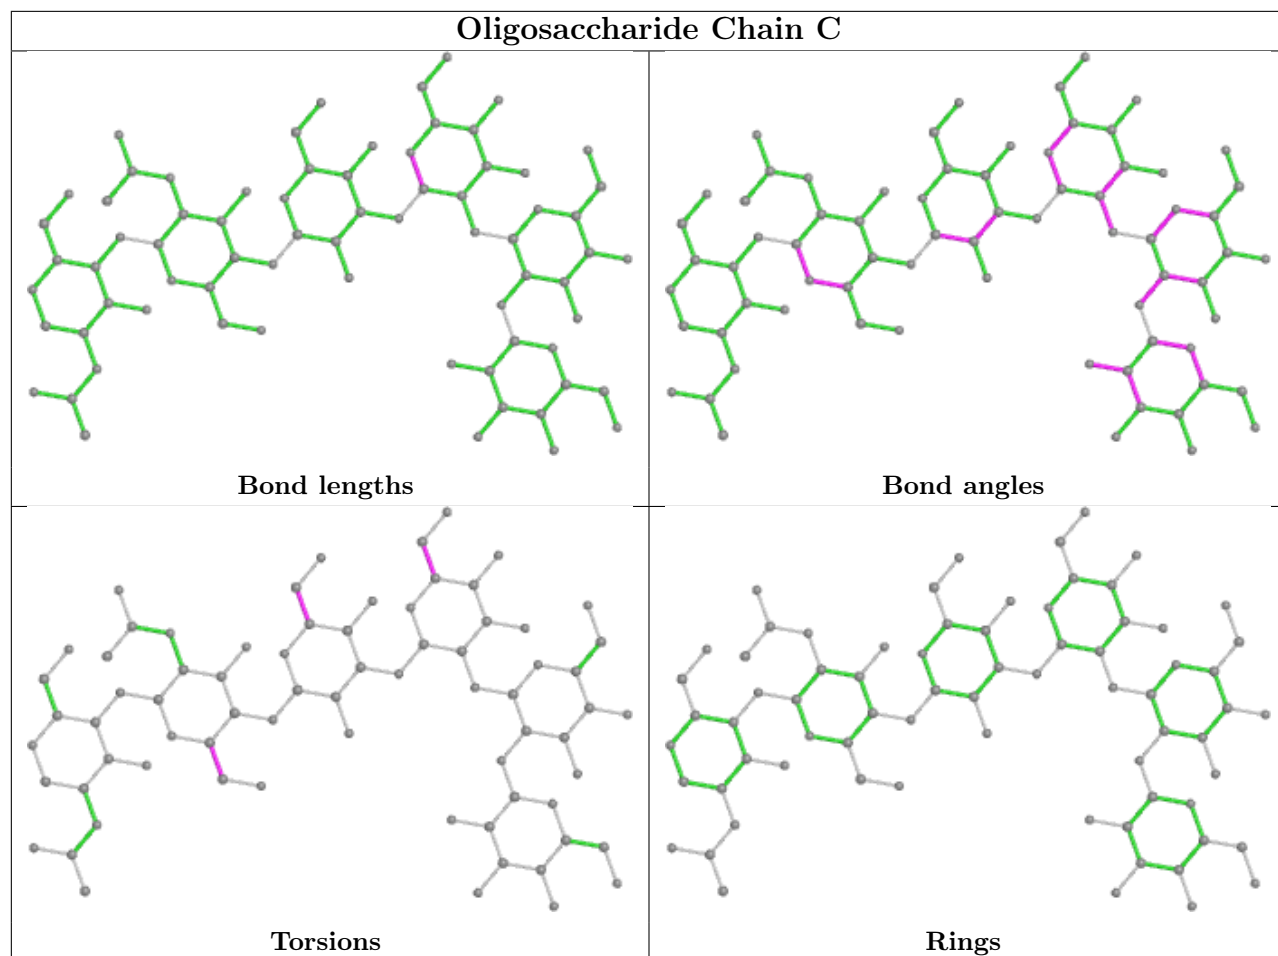 Oligosaccharide Chain C
Bond lengths
Bond angles
Torsions
Rings